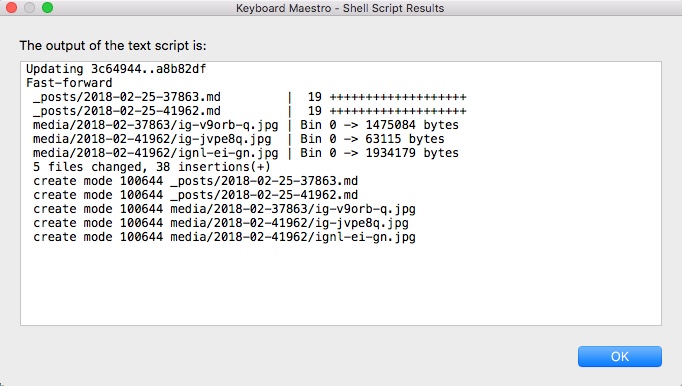 Keyboard Maestro - Shell Script Results
The output of the text script is:
Updating 3c64944..a8b82df
Fast-forward
 _posts/2018-02-25-37863.md         |  19 +++++++++++++++++++
 _posts/2018-02-25-41962.md         |  19 +++++++++++++++++++
 media/2018-02-37863/ig-v9orb-q.jpg | Bin 0 -> 1475084 bytes
 media/2018-02-41962/ig-jvpe8q.jpg  | Bin 0 -> 63115 bytes
 media/2018-02-41962/ignl-ei-gn.jpg | Bin 0 -> 1934179 bytes
 5 files changed, 38 insertions(+)
 create mode 100644 _posts/2018-02-25-37863.md
 create mode 100644 _posts/2018-02-25-41962.md
 create mode 100644 media/2018-02-37863/ig-v9orb-q.jpg
 create mode 100644 media/2018-02-41962/ig-jvpe8q.jpg
 create mode 100644 media/2018-02-41962/ignl-ei-gn.jpg
OK